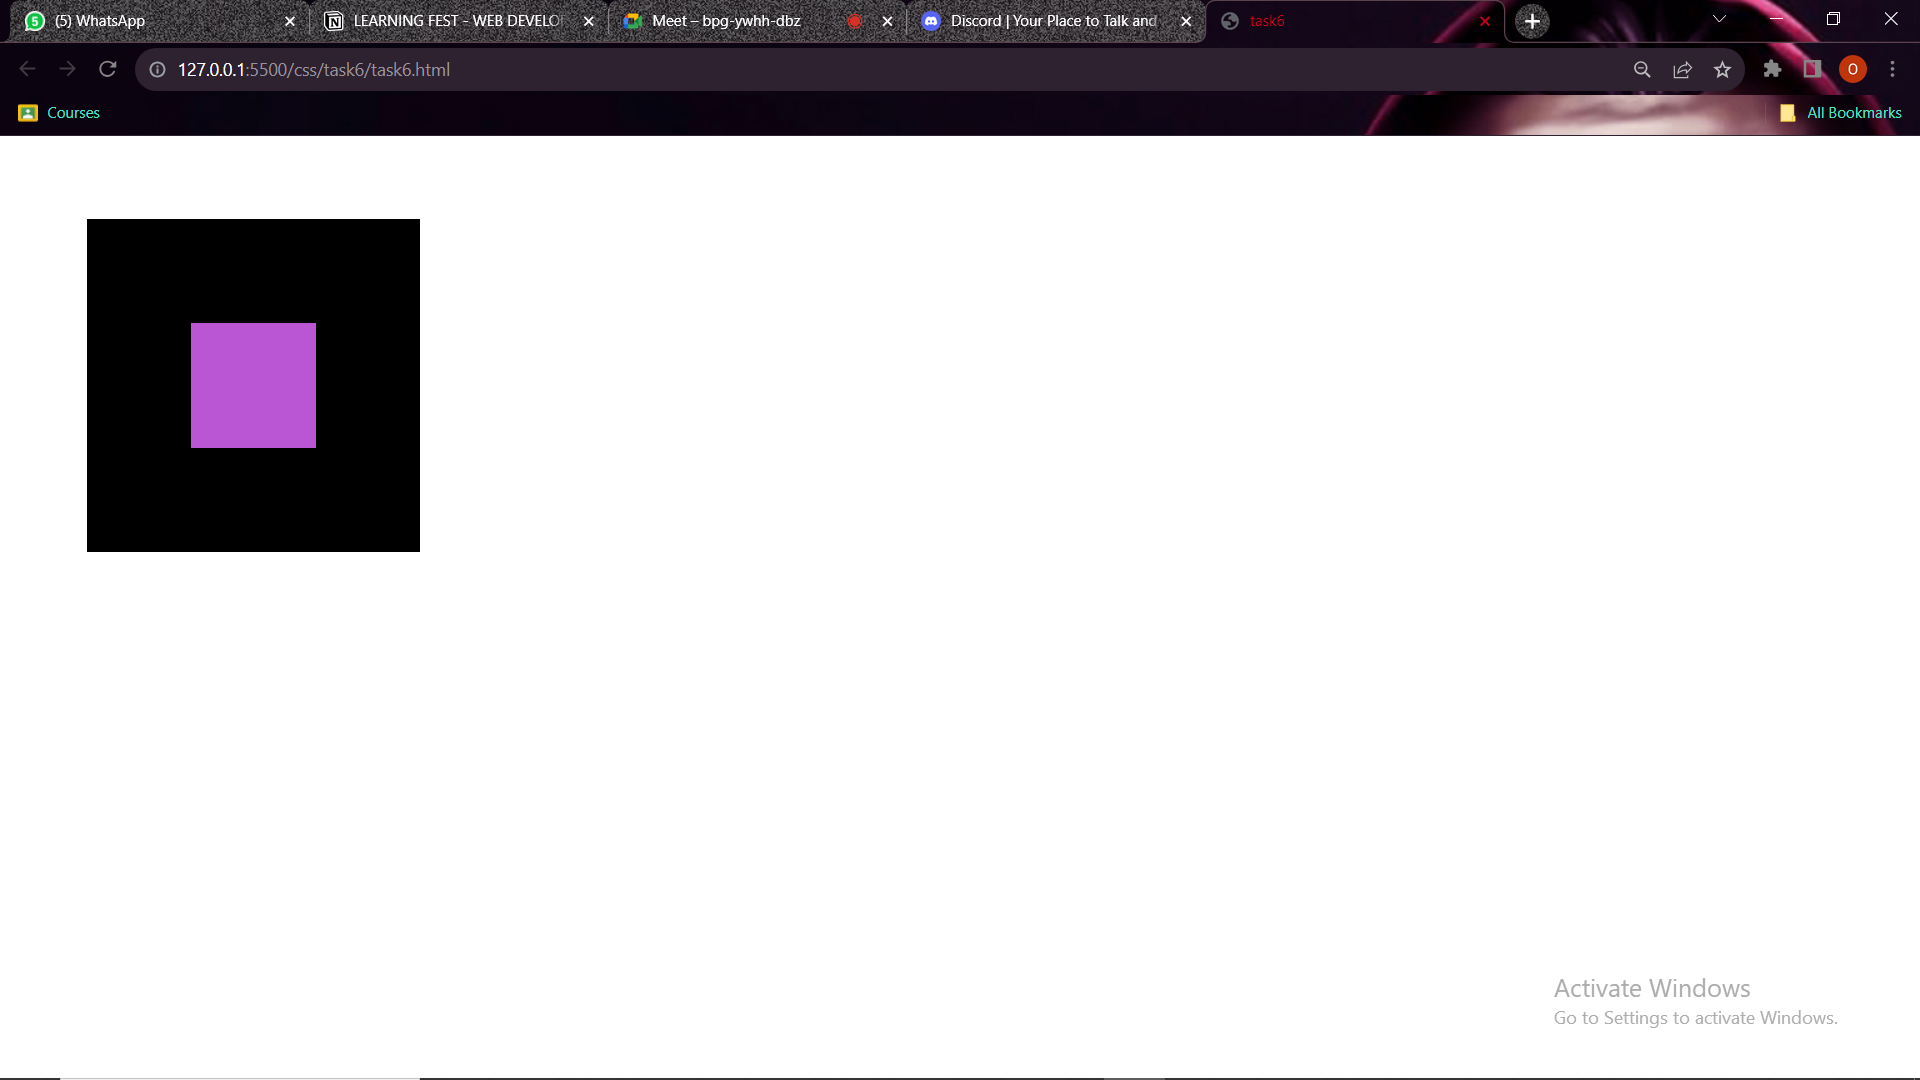 (5) WhatsApp
LEARNING FEST - WEB DEVELO
Meet – bpg-ywhh-dbz
Discord | Your Place to Talk and
task6
127.0.0.1:5500/css/task6/task6.html
O
Courses
All Bookmarks
Activate Windows
Go to Settings to activate Windows.